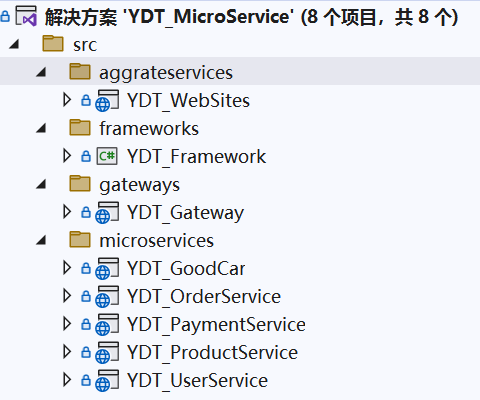 解决方案 'YDT_MicroService' (8 个项目，共 8 个)
src
aggrateservices
YDT_WebSites
frameworks
C# YDT_Framework
gateways
YDT_Gateway
microservices
YDT_GoodCar
YDT_OrderService
YDT_PaymentService
YDT_ProductService
YDT_UserService